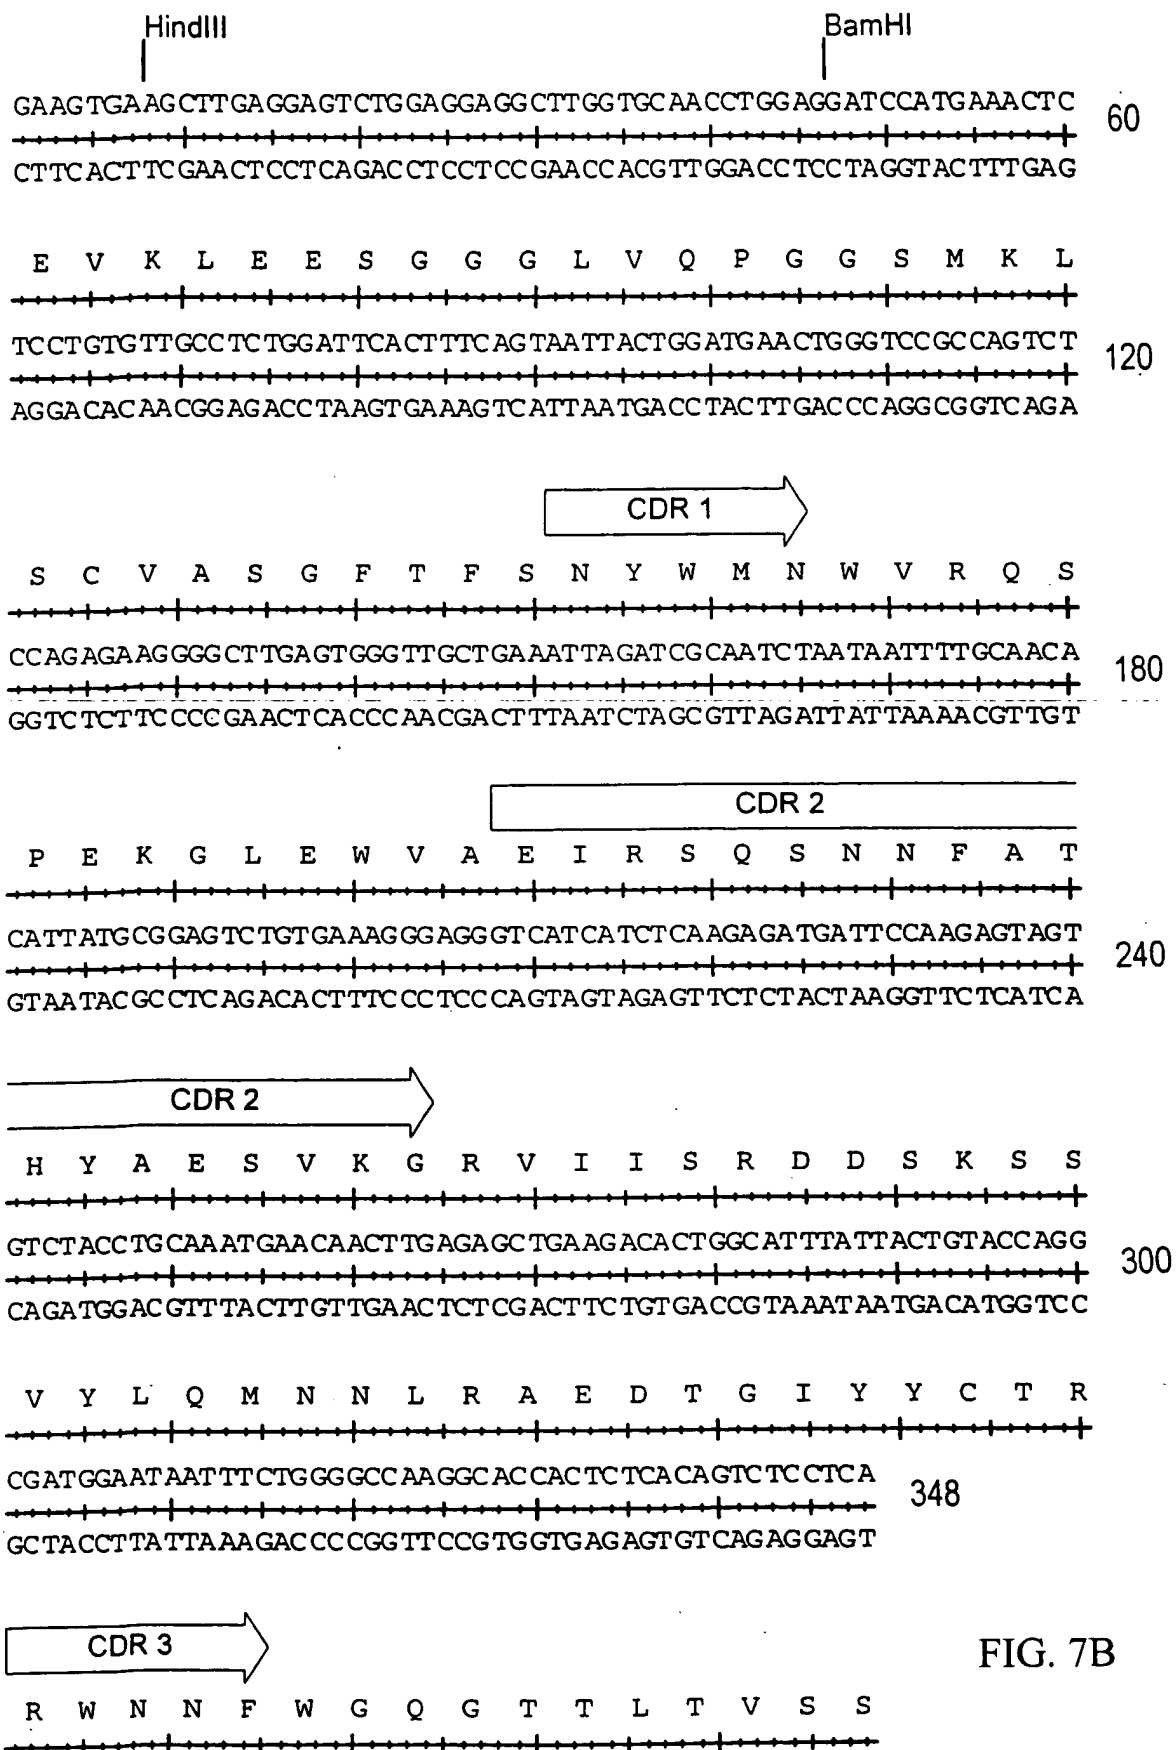 HindIII BamHI
GAAGTGAAGCTTGAGGAGTCTGGAGGAGGCTTGGTGCAACCTGGAGGATCCATGAAACTC 60
CTTCACTTCGAACTCCTCAGACCTCCTCCGAACCACGTTGGACCTCCTAGGTACTTTGAG
E V K L E E S G G G L V Q P G G S M K L
TCCTGTGTTGCCTCTGGATTCACTTTCAGTAATTACTGGATGAACTGGGTCCGCCAGTCT 120
AGGACACAACGGAGACCTAAGTGAAAGTCATTAATGACCTACTTGACCCAGGCGGTCAGA
CDR 1
S C V A S G F T F S N Y W M N W V R Q S
CCAGAGAAGGGGCTTGAGTGGGTTGCTGAAATTAGATCGCAATCTAATAATTTTGCAACA 180
GGTCTCTTCCCCGAACTCACCCAACGACTTTAATCTAGCGTTAGATTATTAAAACGTTGT
CDR 2
P E K G L E W V A E I R S Q S N N F A T
CATTATGCGGAGTCTGTGAAAGGGAGGGTCATCATCTCAAGAGATGATTCCAAGAGTAGT 240
GTAATACGCCTCAGACACTTTCCCTCCCAGTAGTAGAGTTCTCTACTAAGGTTCTCATCA
CDR 2
H Y A E S V K G R V I I S R D D S K S S
GTCTACCTGCAAATGAACAACTTGAGAGCTGAAGACACTGGCATTTATTACTGTACCAGG 300
CAGATGGACGTTTACTTGTTGAACTCTCGACTTCTGTGACCGTAAATAATGACATGGTCC
V Y L Q M N N L R A E D T G I Y Y C T R
CGATGGAATAATTTCTGGGGCCAAGGCACCACTCTCACAGTCTCCTCA 348
GCTACCTTATTAAAGACCCCGGTTCCGTGGTGAGAGTGTCAGAGGAGT
CDR 3
FIG. 7B
R W N N F W G Q G T T L T V S S